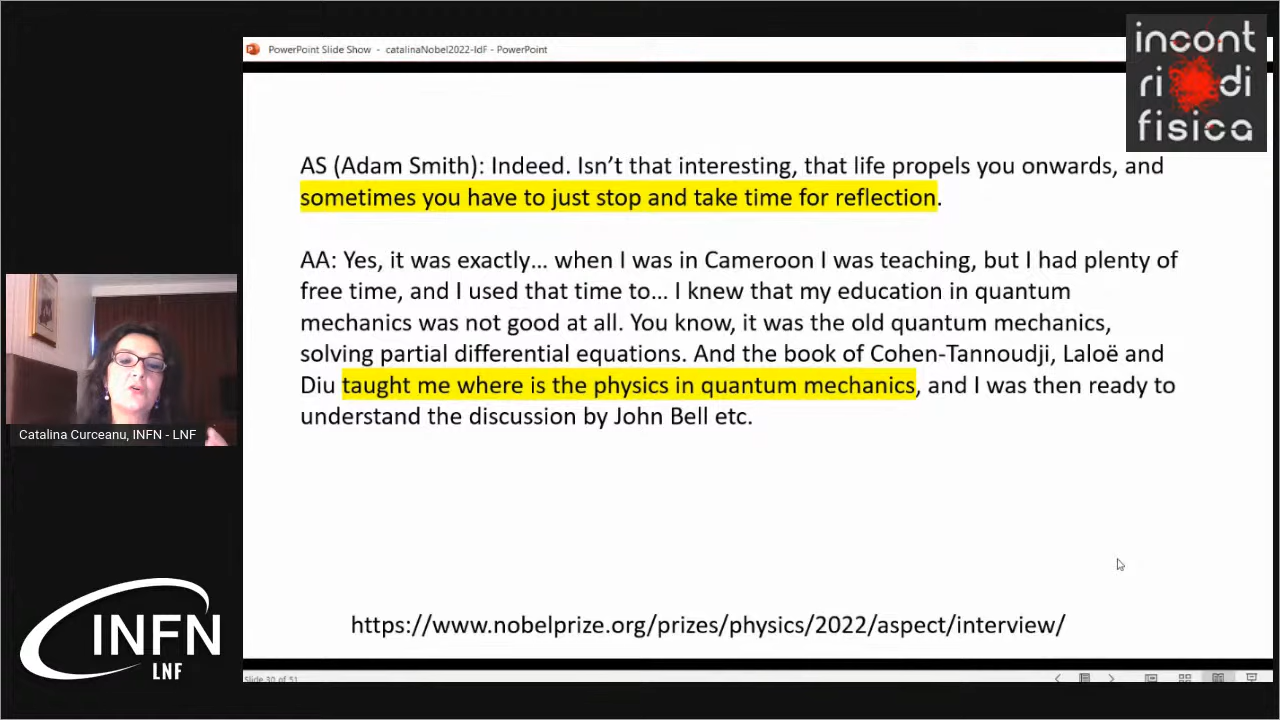 PowerPoint Slide Show - catalinaNobel2022-IdF - PowerPoint
incont
ri di
fisica
AS (Adam Smith): Indeed. Isn’t that interesting, that life propels you onwards, and
sometimes you have to just stop and take time for reflection.
AA: Yes, it was exactly… when I was in Cameroon I was teaching, but I had plenty of
free time, and I used that time to… I knew that my education in quantum
mechanics was not good at all. You know, it was the old quantum mechanics,
solving partial differential equations. And the book of Cohen-Tannoudji, Laloë and
Diu taught me where is the physics in quantum mechanics, and I was then ready to
understand the discussion by John Bell etc.
Catalina Curceanu, INFN - LNF
https://www.nobelprize.org/prizes/physics/2022/aspect/interview/
INFN
LNF
Slide 30 of 51